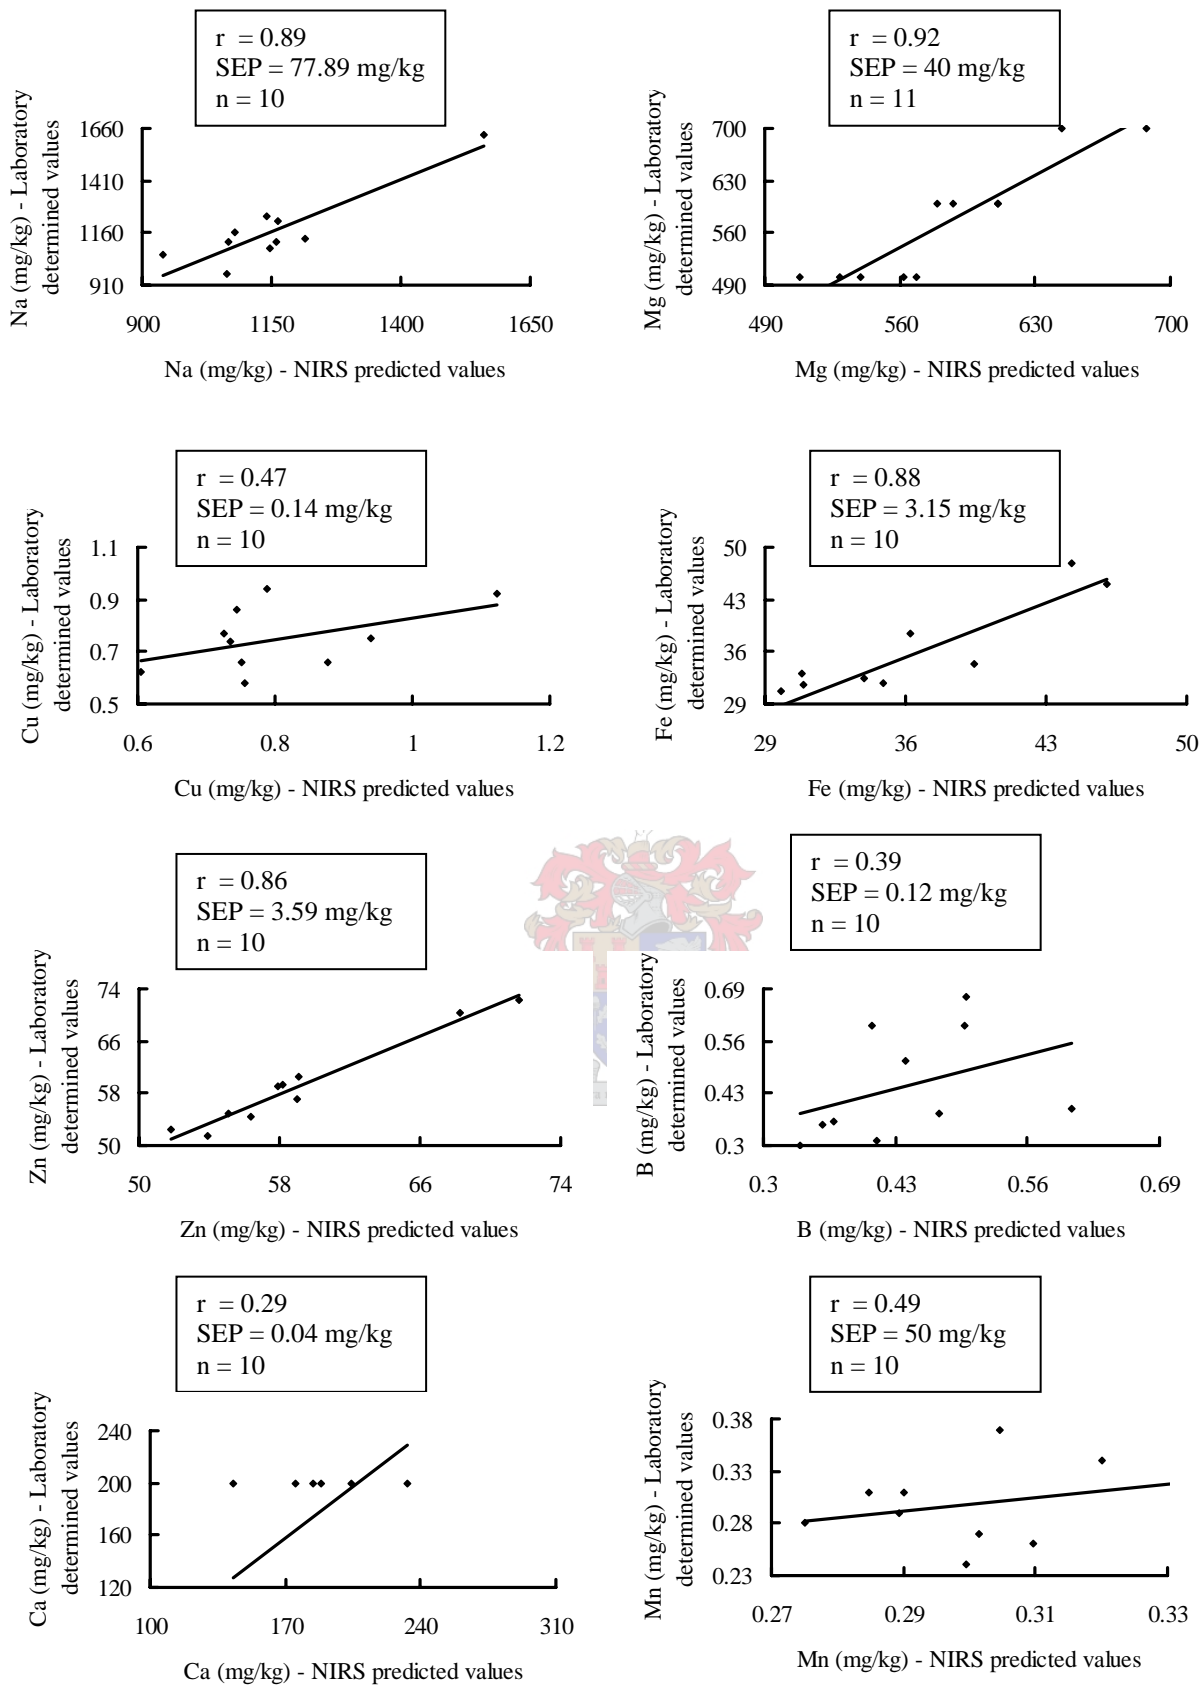 r = 0.89
SEP = 77.89 mg/kg
n = 10
Na (mg/kg) - Laboratory
determined values
1660
1410
1160
910
900 1150 1400 1650
Na (mg/kg) - NIRS predicted values
r = 0.92
SEP = 40 mg/kg
n = 11
Mg (mg/kg) - Laboratory
determined values
700
630
560
490
490 560 630 700
Mg (mg/kg) - NIRS predicted values
r = 0.47
SEP = 0.14 mg/kg
n = 10
Cu (mg/kg) - Laboratory
determined values
1.1
0.9
0.7
0.5
0.6 0.8 1 1.2
Cu (mg/kg) - NIRS predicted values
r = 0.88
SEP = 3.15 mg/kg
n = 10
Fe (mg/kg) - Laboratory
determined values
50
43
36
29
29 36 43 50
Fe (mg/kg) - NIRS predicted values
r = 0.86
SEP = 3.59 mg/kg
n = 10
Zn (mg/kg) - Laboratory
determined values
74
66
58
50
50 58 66 74
Zn (mg/kg) - NIRS predicted values
r = 0.39
SEP = 0.12 mg/kg
n = 10
B (mg/kg) - Laboratory
determined values
0.69
0.56
0.43
0.3
0.3 0.43 0.56 0.69
B (mg/kg) - NIRS predicted values
r = 0.29
SEP = 0.04 mg/kg
n = 10
Ca (mg/kg) - Laboratory
determined values
240
200
160
120
100 170 240 310
Ca (mg/kg) - NIRS predicted values
r = 0.49
SEP = 50 mg/kg
n = 10
Mn (mg/kg) - Laboratory
determined values
0.38
0.33
0.28
0.23
0.27 0.29 0.31 0.33
Mn (mg/kg) - NIRS predicted values